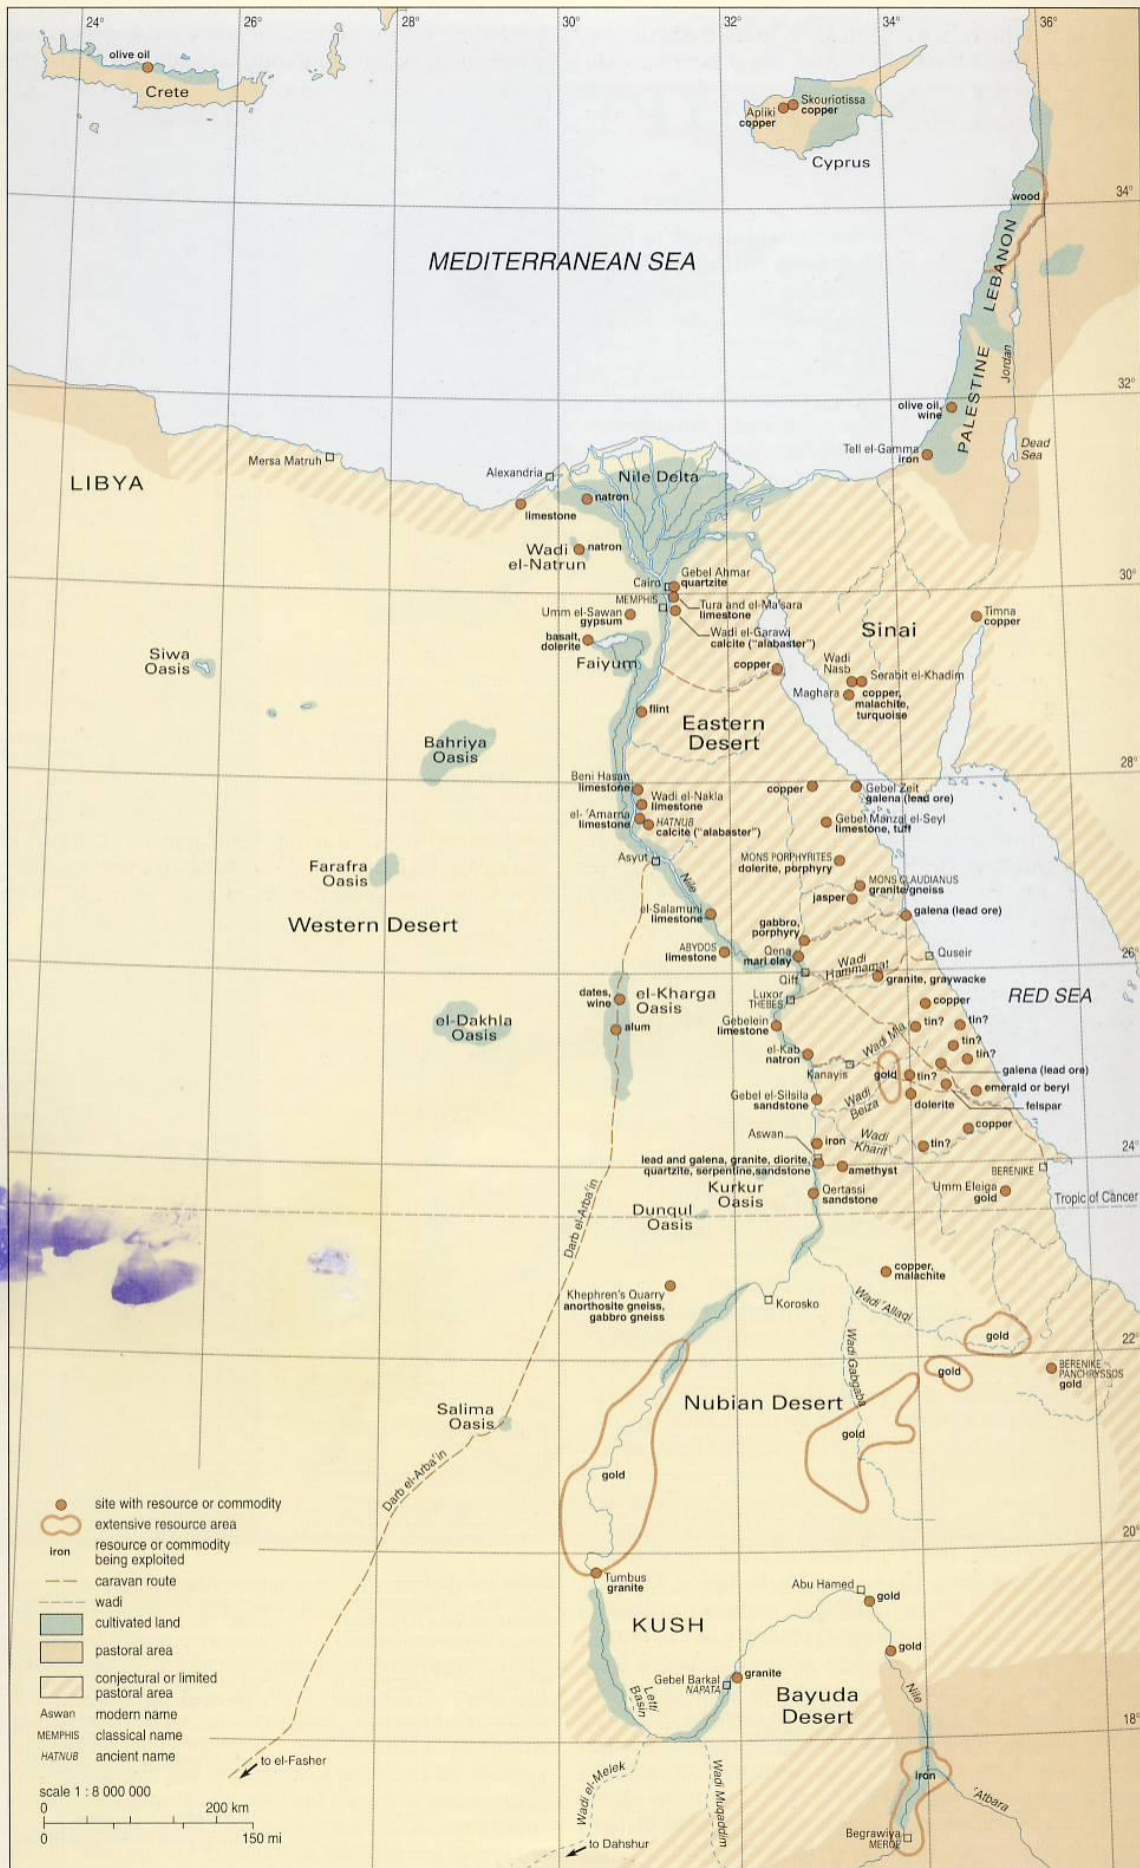 24°
28°
30°
32°
34°
36°
olive oil
Crete
Skouriotissa
copper
Apliki
copper
Cyprus
34°
wood
MEDITERRANEAN SEA
LEBANON
PALESTINE
Jordan
32°
olive oil,
wine
Tell el-Gamma
iron
Dead
Sea
LIBYA
Mersa Matruh
Alexandria
Nile Delta
natron
limestone
Wadi
el-Natrun
natron
30°
Cairo
Gebel Ahmar
quartzite
MEMPHIS
Tura and el-Ma'sara
limestone
Umm el-Sawan
gypsum
Wadi el-Garawi
calcite ("alabaster")
basalt,
dolerite
Faiyum
Timna
copper
Sinai
Siwa
Oasis
copper
Wadi
Nasb
Serabit el-Khadim
Maghara
copper,
malachite,
turquoise
flint
Eastern
Desert
Bahriya
Oasis
28°
Beni Hasan
limestone
Wadi el-Nakla
limestone
el-'Amarna
limestone
HATNUB
calcite ("alabaster")
copper
Gebel Zeit
galena (lead ore)
Gebel Manzal el-Seyl
limestone, tuff
Asyut
MONS PORPHYRITES
dolerite, porphyry
Farafra
Oasis
Nile
MONS CLAUDIANUS
granite/gneiss
jasper
Western Desert
el-Salamuni
limestone
galena (lead ore)
gabbro,
porphyry
ABYDOS
limestone
Qena
marl clay
Wadi
Hammamat
Quseir
26°
Qift
granite, graywacke
dates,
wine
el-Kharga
Oasis
Luxor
THEBES
RED SEA
copper
el-Dakhla
Oasis
alum
Gebelein
limestone
tin?
tin?
tin?
tin?
el-Kab
natron
Wadi Mia
Kanayis
gold
tin?
galena (lead ore)
emerald or beryl
Gebel el-Silsila
sandstone
Wadi
Beiza
dolerite
felspar
Aswan
iron
Wadi
Kharit
tin?
copper
24°
lead and galena, granite, diorite,
quartzite, serpentine, sandstone
amethyst
BERENIKE
Kurkur
Oasis
Qertassi
sandstone
Umm Eleiga
gold
Tropic of Cancer
Dunqul
Oasis
Darb el-Arba'in
copper,
malachite
Khephren's Quarry
anorthosite gneiss,
gabbro gneiss
Korosko
Wadi 'Allaqi
22°
gold
Wadi Gabgaba
gold
BERENIKE
PANCHRYSSOS
gold
Nubian Desert
Salima
Oasis
gold
Darb el-Arba'in
gold
20°
site with resource or commodity
extensive resource area
iron
resource or commodity
being exploited
caravan route
wadi
cultivated land
pastoral area
conjectural or limited
pastoral area
Aswan
modern name
MEMPHIS
classical name
HATNUB
ancient name
Tumbus
granite
Abu Hamed
gold
KUSH
gold
Gebel Barkal
NAPATA
granite
Letti
Basin
Bayuda
Desert
Nile
18°
to el-Fasher
scale 1 : 8 000 000
0
200 km
0
150 mi
Wadi el-Melek
Wadi Muqaddim
iron
'Atbara
to Dahshur
Begrawiya
MEROE